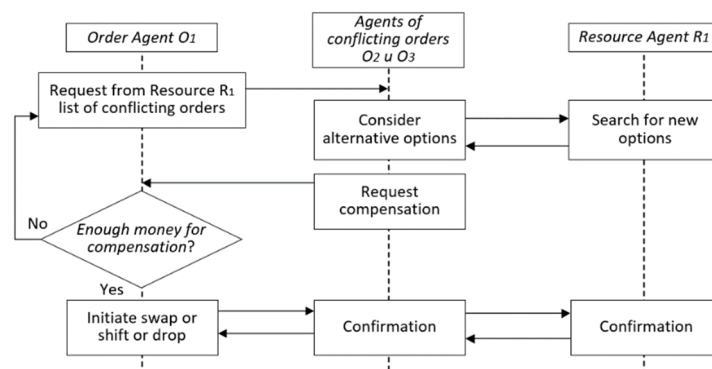 Order Agent O1
Agents of
conflicting orders
O2 u O3
Resource Agent R1
Request from Resource R1
list of conflicting orders
Consider
alternative options
Search for new
options
Request
compensation
No
Enough money for
compensation?
Yes
Initiate swap or
shift or drop
Confirmation
Confirmation